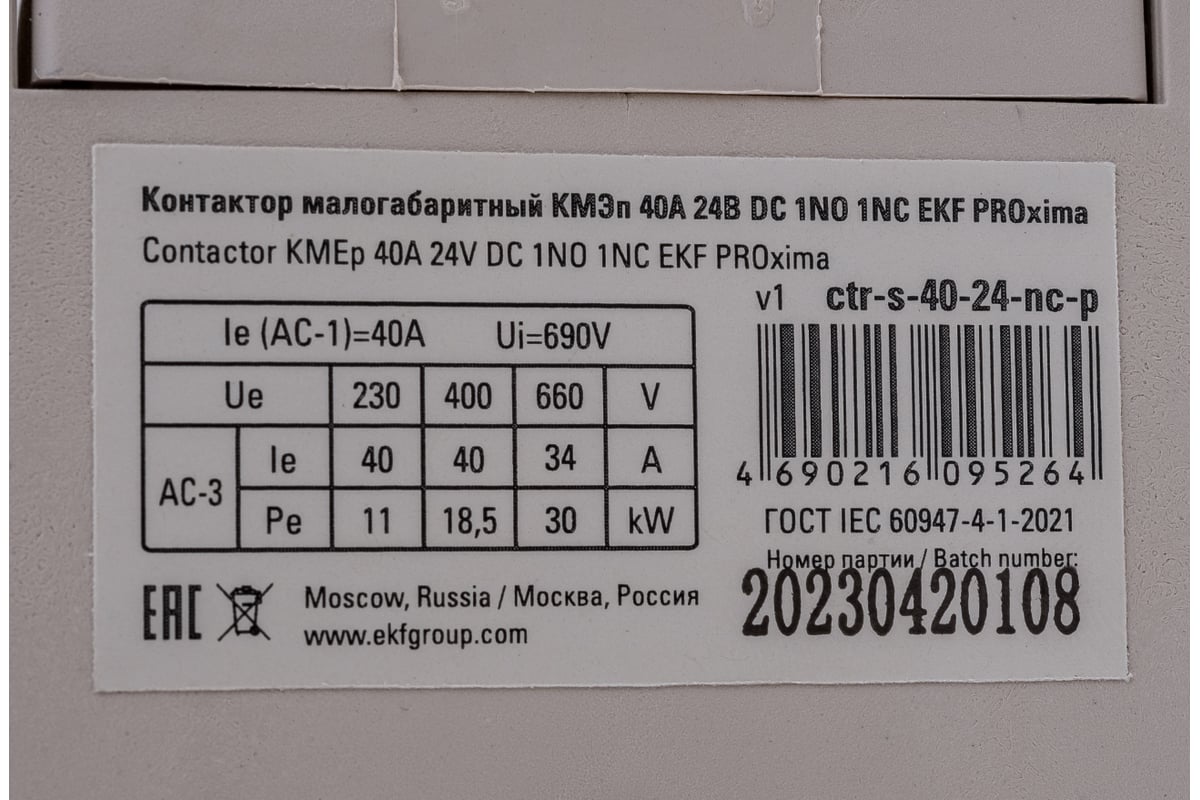 Контактор малогабаритный КМЭп 40А 24В DC 1NO 1NC EKF PROxima
Contactor KMEp 40A 24V DC 1NO 1NC EKF PROxima
v1 ctr-s-40-24-nc-p
Ie (AC-1)=40A Ui=690V
Ue 230 400 660 V
AC-3
Ie 40 40 34 A
Pe 11 18,5 30 kW
4 690216 095264
ГОСТ IEC 60947-4-1-2021
Номер партии / Batch number:
20230420108
EAC
Moscow, Russia / Москва, Россия
www.ekfgroup.com